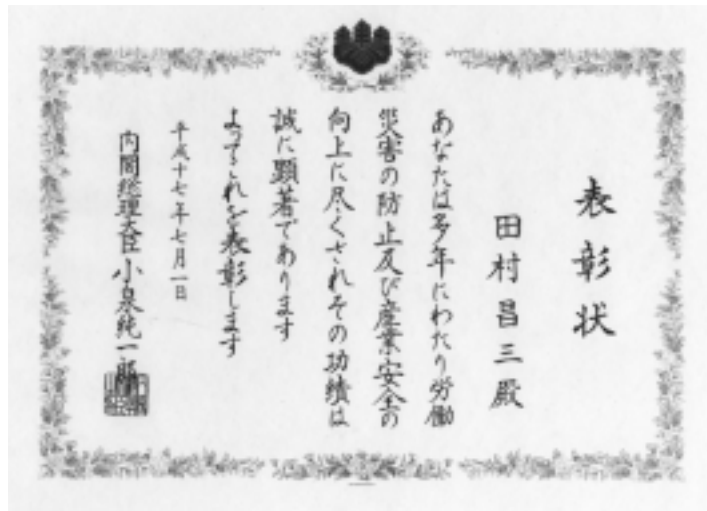 表彰状
田村昌三殿
あなたは多年にわたり労働
災害の防止及び産業安全の
向上に尽くされその功績は
誠に顕著であります
よってこれを表彰します
平成十七年七月一日
内閣総理大臣 小泉純一郎